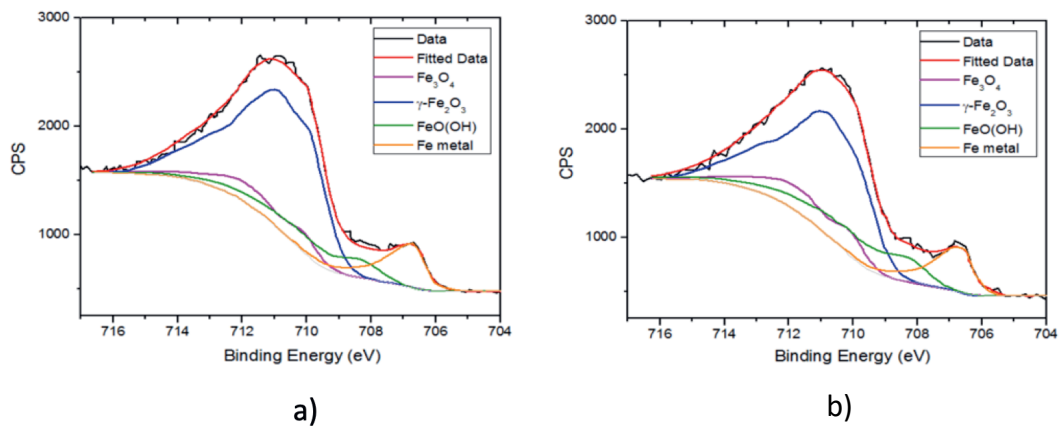 3000
2000
1000
CPS
716
714
712
710
708
706
704
Binding Energy (eV)
Data
Fitted Data
Fe₃O₄
γ-Fe₂O₃
FeO(OH)
Fe metal
a)
3000
2000
1000
CPS
716
714
712
710
708
706
704
Binding Energy (eV)
Data
Fitted Data
Fe₃O₄
γ-Fe₂O₃
FeO(OH)
Fe metal
b)